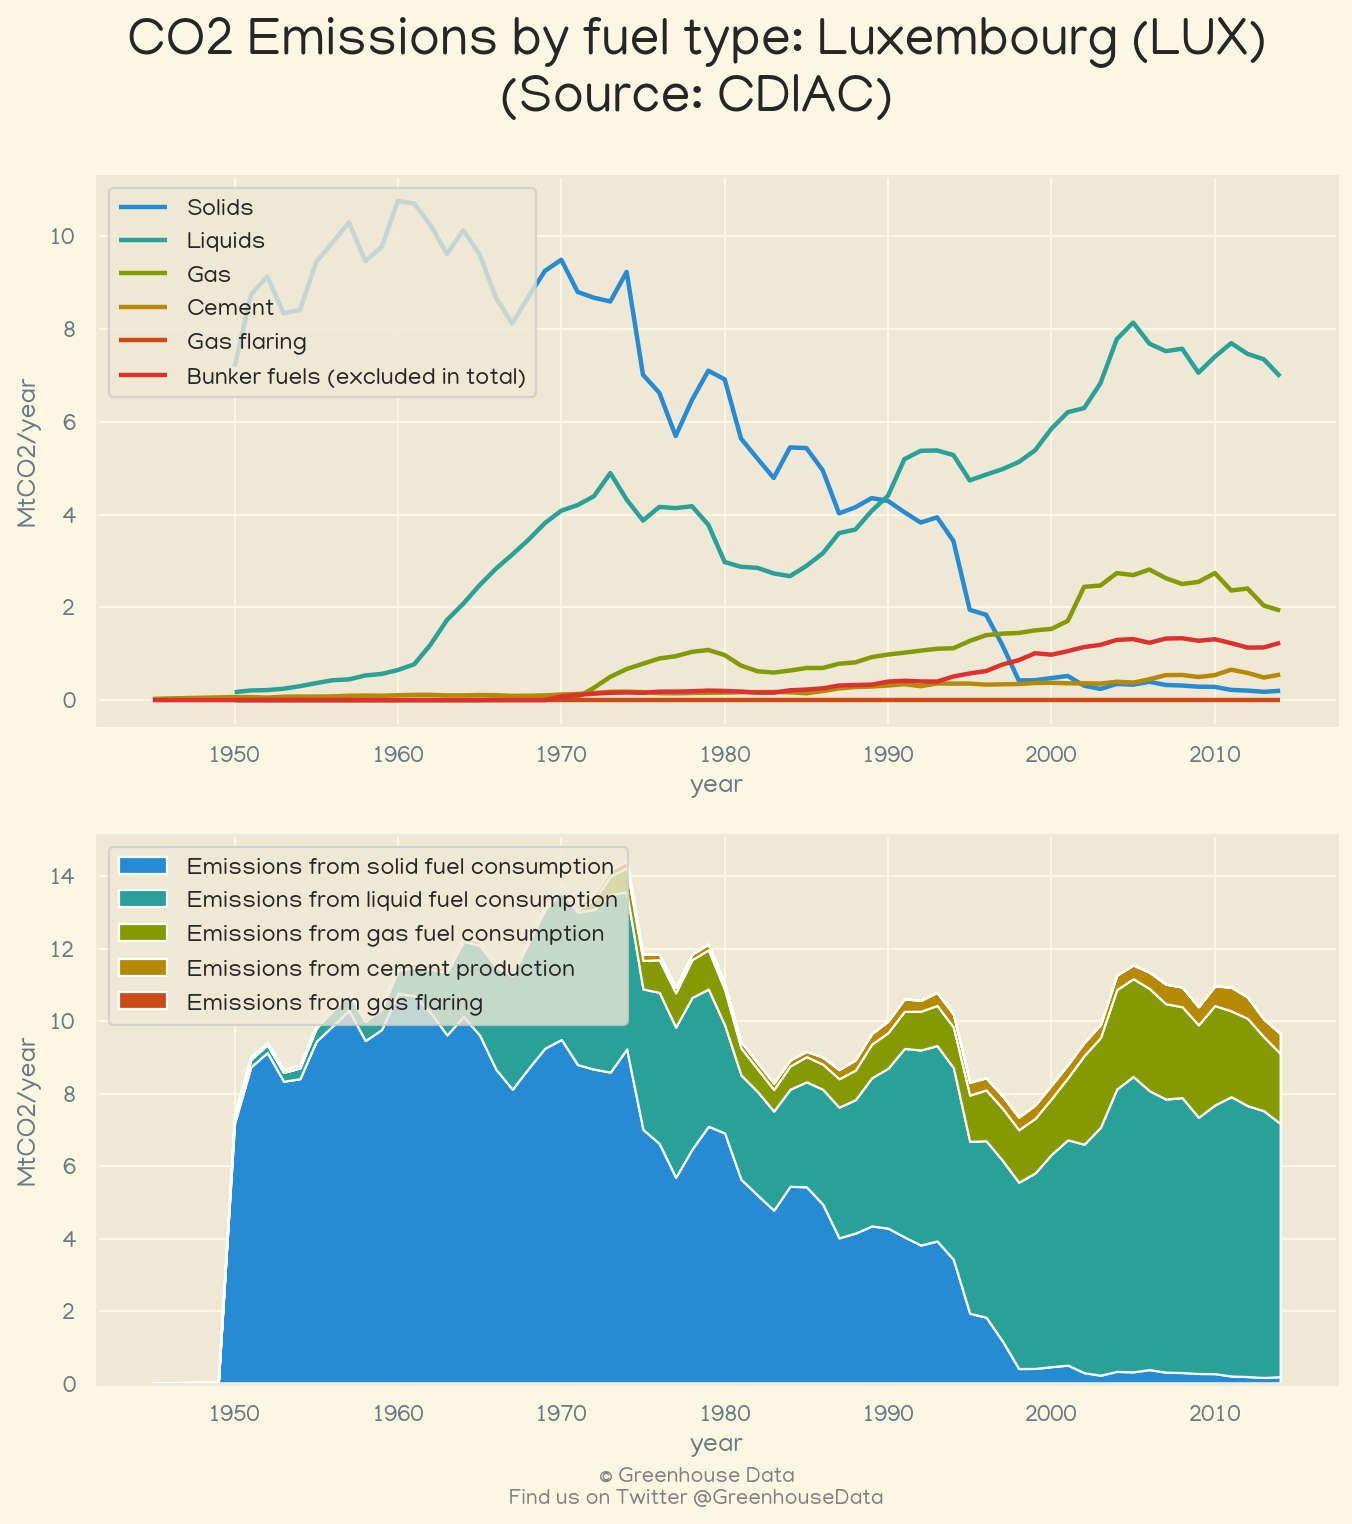 CO2 Emissions by fuel type: Luxembourg (LUX)
(Source: CDIAC)
Solids
Liquids
Gas
Cement
Gas flaring
Bunker fuels (excluded in total)
MtCO2/year
10
8
6
4
2
0
1950 1960 1970 1980 1990 2000 2010
year
Emissions from solid fuel consumption
Emissions from liquid fuel consumption
Emissions from gas fuel consumption
Emissions from cement production
Emissions from gas flaring
MtCO2/year
14
12
10
8
6
4
2
0
1950 1960 1970 1980 1990 2000 2010
year
© Greenhouse Data
Find us on Twitter @GreenhouseData